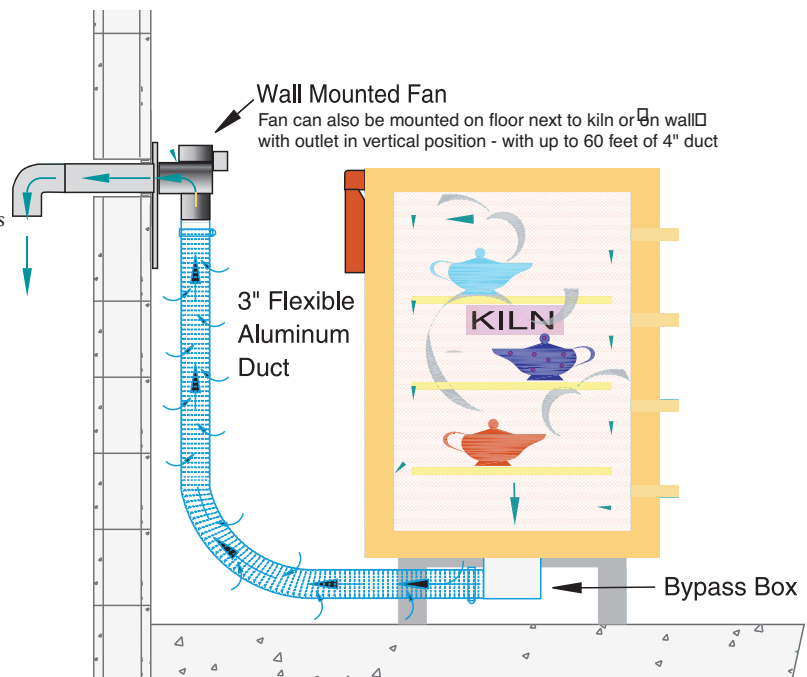 Wall Mounted Fan
Fan can also be mounted on floor next to kiln or on wall
with outlet in vertical position - with up to 60 feet of 4" duct
s
3" Flexible
Aluminum
Duct
KILN
Bypass Box